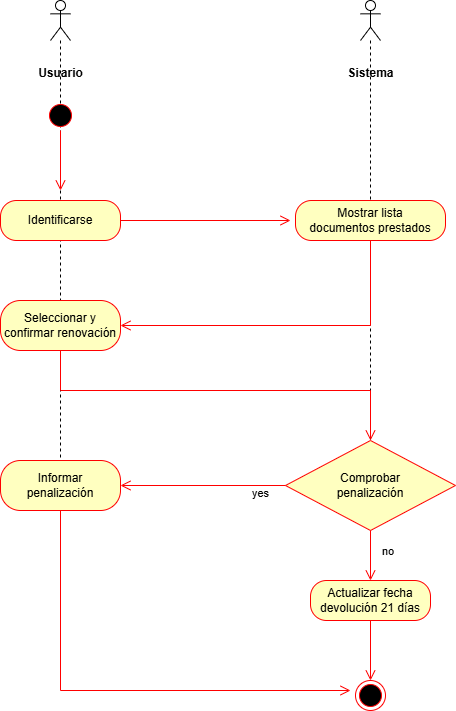 Usuario
Sistema
Identificarse
Mostrar lista
documentos prestados
Seleccionar y
confirmar renovación
Informar
penalización
yes
Comprobar
penalización
no
Actualizar fecha
devolución 21 días